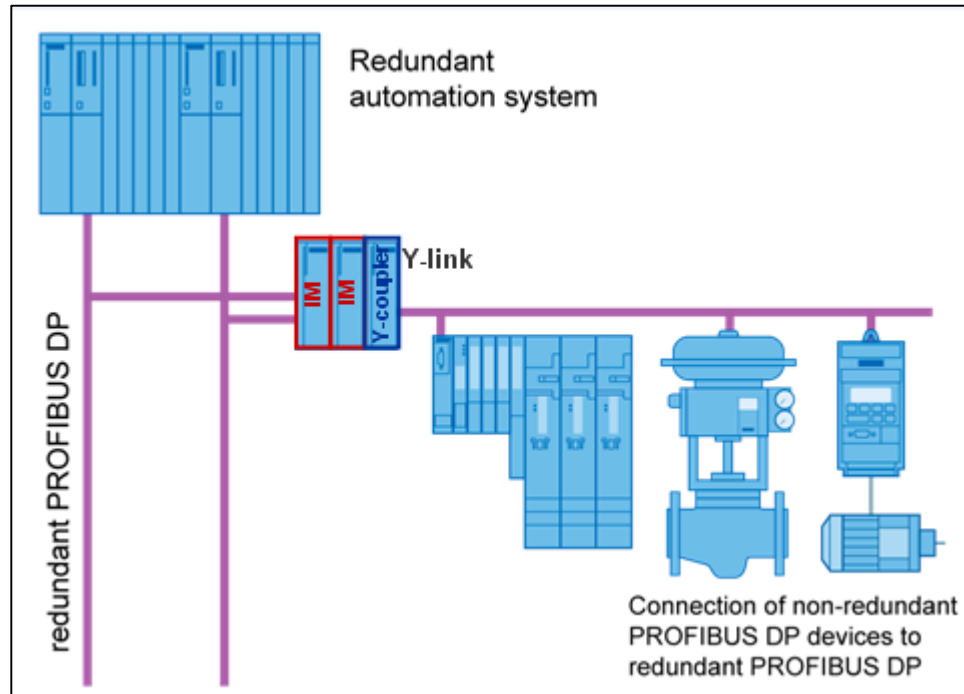 Redundant
automation system
IM
IM
Y-coupler
Y-link
redundant PROFIBUS DP
Connection of non-redundant
PROFIBUS DP devices to
redundant PROFIBUS DP